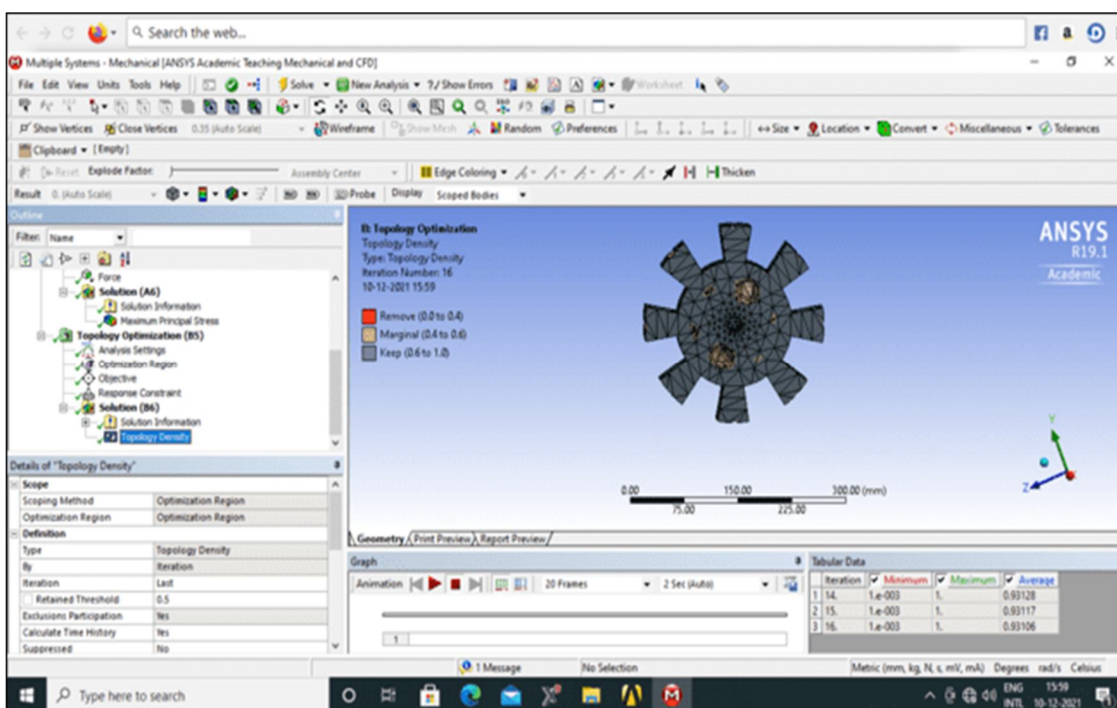 Search the web...
Multiple Systems - Mechanical [ANSYS Academic Teaching Mechanical and CFD]
File Edit View Units Tools Help Solve New Analysis ?/ Show Errors Worksheet
Show Vertices Close Vertices 0.35 (Auto Scale) Wireframe Show Mesh Random Preferences Size Location Convert Miscellaneous Tolerances
Clipboard [Empty]
Reset Explode Factor: Assembly Center Edge Coloring Thicken
Result 0. (Auto Scale) Probe Display Scoped Bodies
Outline
Filter: Name
Force
Solution (A6)
Solution Information
Maximum Principal Stress
Topology Optimization (B5)
Analysis Settings
Optimization Region
Objective
Response Constraint
Solution (B6)
Solution Information
Topology Density
B: Topology Optimization
Topology Density
Type: Topology Density
Iteration Number: 16
10-12-2021 15:59
Remove (0.0 to 0.4)
Marginal (0.4 to 0.6)
Keep (0.6 to 1.0)
ANSYS
R19.1
Academic
Y
Z
0.00 150.00 300.00 (mm)
75.00 225.00
Geometry Print Preview Report Preview
Details of "Topology Density"
Scope
Scoping Method Optimization Region
Optimization Region Optimization Region
Definition
Type Topology Density
By Iteration
Iteration Last
Retained Threshold 0.5
Exclusions Participation Yes
Calculate Time History Yes
Suppressed No
Graph
Animation 20 Frames 2 Sec (Auto)
1
Tabular Data
Iteration Minimum Maximum Average
1 14. 1.e-003 1. 0.93128
2 15. 1.e-003 1. 0.93117
3 16. 1.e-003 1. 0.93106
1 Message No Selection Metric (mm, kg, N, s, mV, mA) Degrees rad/s Celsius
Type here to search
ENG 15:59
INTL 10-12-2021